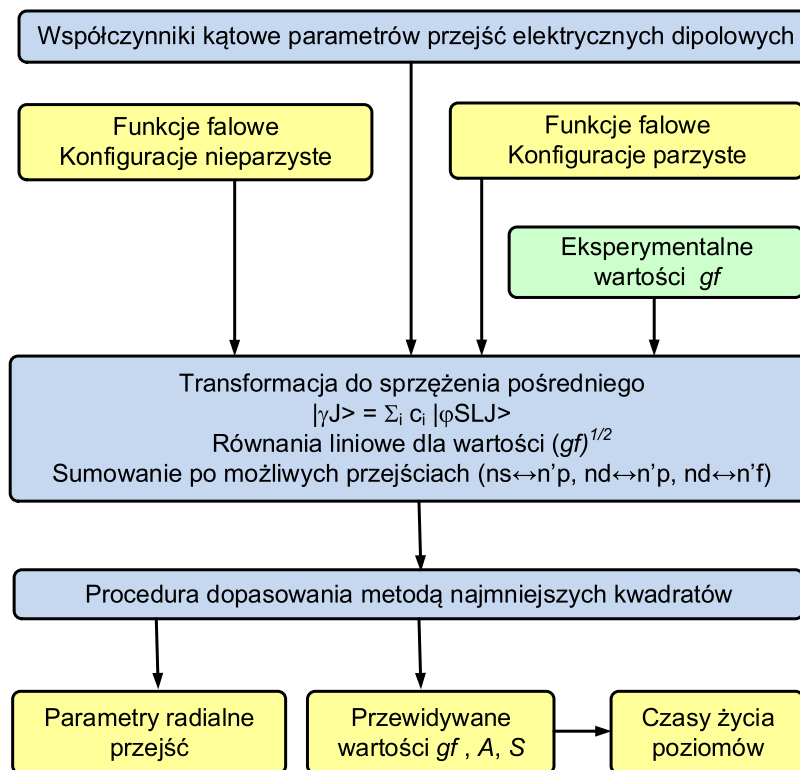 Współczynniki kątowe parametrów przejść elektrycznych dipolowych
Funkcje falowe
Konfiguracje nieparzyste
Funkcje falowe
Konfiguracje parzyste
Eksperymentalne
wartości gf
Transformacja do sprzężenia pośredniego
|γJ> = Σi ci |φSLJ>
Równania liniowe dla wartości (gf)1/2
Sumowanie po możliwych przejściach (ns↔n’p, nd↔n’p, nd↔n’f)
Procedura dopasowania metodą najmniejszych kwadratów
Parametry radialne
przejść
Przewidywane
wartości gf , A, S
Czasy życia
poziomów